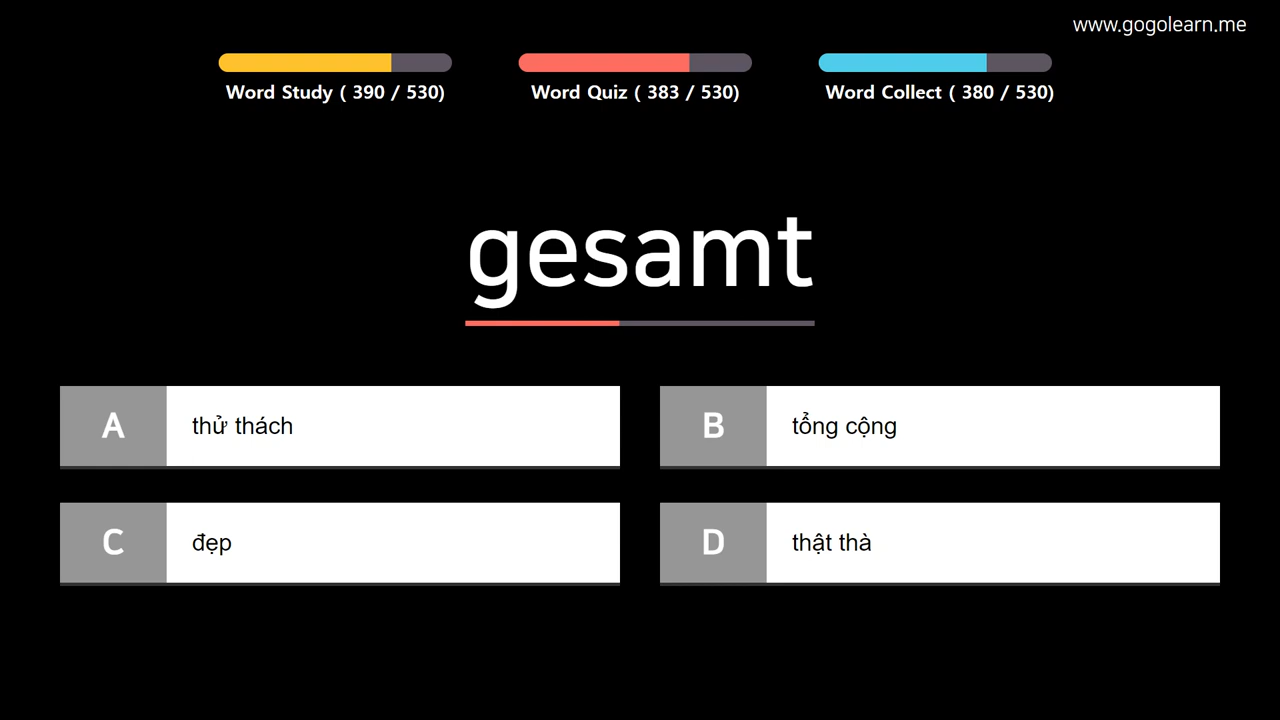 www.gogolearn.me
Word Study ( 390 / 530)
Word Quiz ( 383 / 530)
Word Collect ( 380 / 530)
gesamt
A thử thách
B tổng cộng
C đẹp
D thật thà